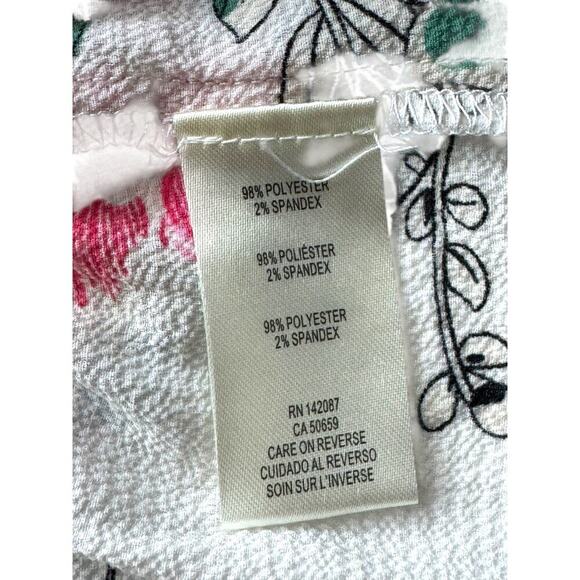 98% POLYESTER
2% SPANDEX
98% POLIÉSTER
2% SPANDEX
98% POLYESTER
2% SPANDEX
RN 142087
CA 50659
CARE ON REVERSE
CUIDADO AL REVERSO
SOIN SUR L'INVERSE